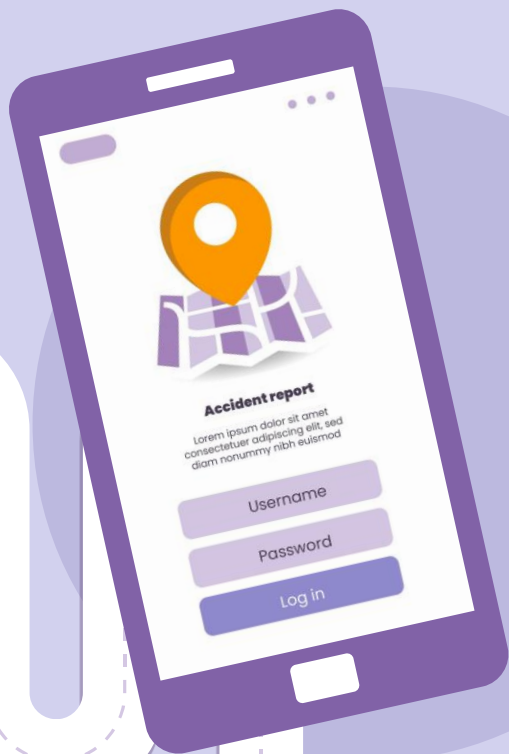 Accident report
Lorem ipsum dolor sit amet
consectetuer adipiscing elit, sed
diam nonummy nibh euismod
Username
Password
Log in